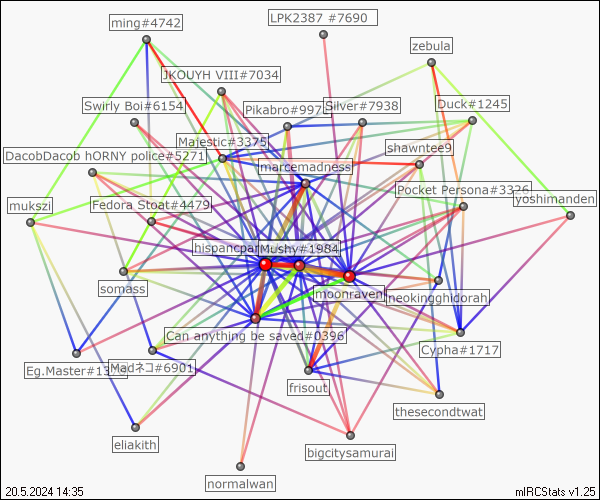 LPK2387 #7690
ming#4742
zebula
JKOUYH VIII#7034
Swirly Boi#6154
Pikabro#997
Silver#7938
Duck#1245
Majestic#3375
shawntee9
DacobDacob hORNY police#5271
marcemadness
Pocket Persona#3326
yoshimanden
mukszi
Fedora Stoat#4479
hispancpar
Mushy#1984
somass
moonraven
neokingghidorah
Can anything be saved#0396
Cypha#1717
Eg.Master#13
Madネコ#6901
frisout
thesecondtwat
eliakith
bigcitysamurai
normalwan
20.5.2024 14:35
mIRCStats v1.25